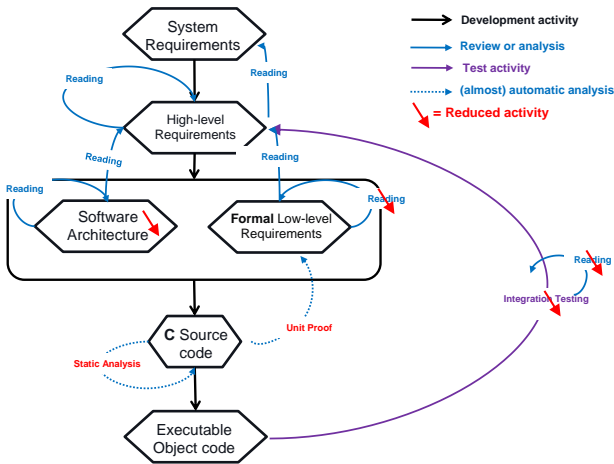 System
Requirements
Development activity
Review or analysis
Test activity
(almost) automatic analysis
= Reduced activity
Reading
Reading
High-level
Requirements
Reading
Reading
Reading
Reading
Software
Architecture
Formal Low-level
Requirements
Reading
Integration Testing
C Source
code
Unit Proof
Static Analysis
Executable
Object code